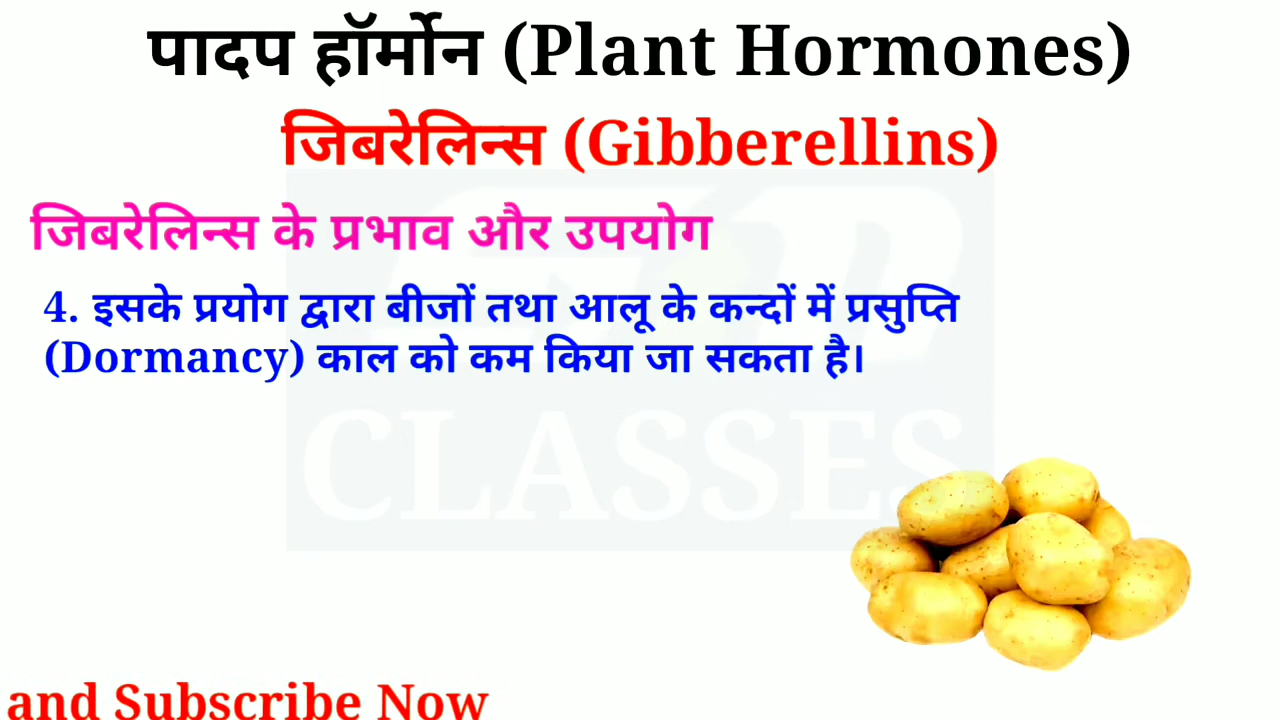 पादप हॉर्मोन (Plant Hormones)
जिबरेलिन्स (Gibberellins)
जिबरेलिन्स के प्रभाव और उपयोग
4. इसके प्रयोग द्वारा बीजों तथा आलू के कन्दों में प्रसुप्ति
(Dormancy) काल को कम किया जा सकता है।
CLASSES
and Subscribe Now